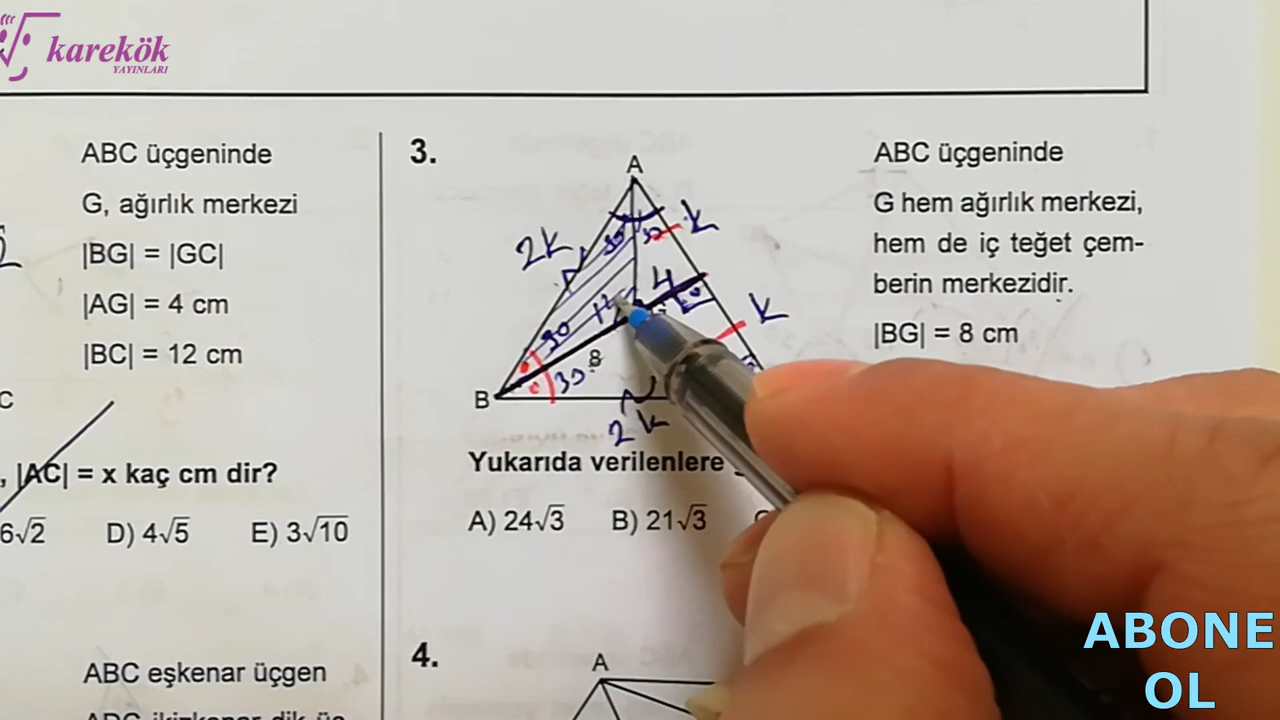 karekök
YAYINLARI
ABC üçgeninde
G, ağırlık merkezi
|BG| = |GC|
|AG| = 4 cm
|BC| = 12 cm
C
, |AC| = x kaç cm dir?
6√2 D) 4√5 E) 3√10
ABC eşkenar üçgen
3.
A
2k
k
30
4
k
30
8
30
B
2k
ABC üçgeninde
G hem ağırlık merkezi,
hem de iç teğet çem-
berin merkezidir.
|BG| = 8 cm
Yukarıda verilenlere
A) 24√3 B) 21√3
4.
A
ABONE
OL